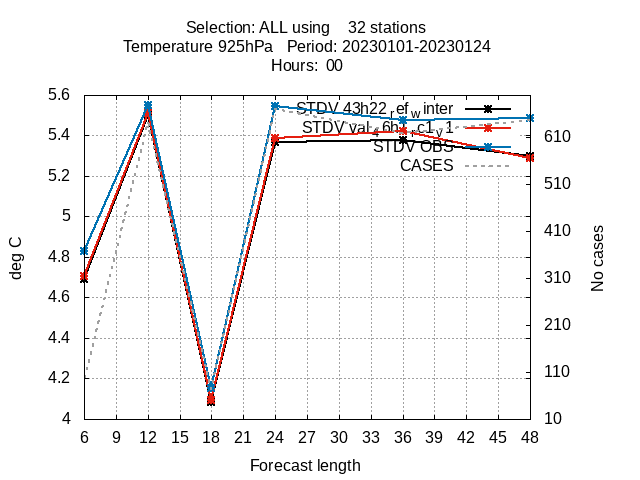 Selection: ALL using 32 stations
Temperature 925hPa Period: 20230101-20230124
Hours: 00
5.6
5.4
5.2
5
4.8
4.6
4.4
4.2
4
deg C
STDV 43h22refwinter
STDV OBS
CASES
610
510
410
310
210
110
10
No cases
6 9 12 15 18 21 24 27 30 33 36 39 42 45 48
Forecast length